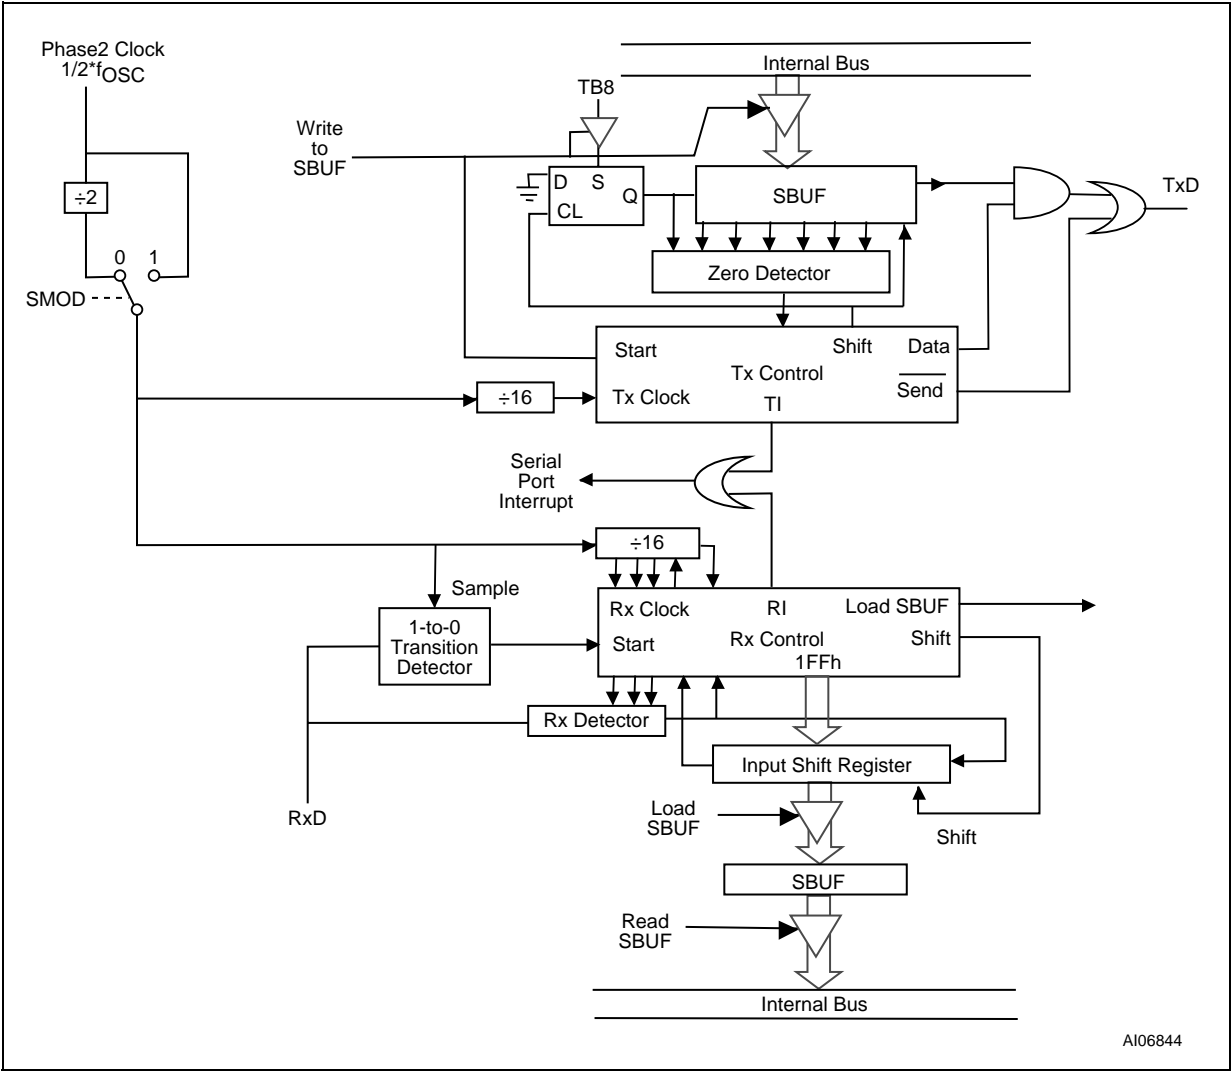 Phase2 Clock
1/2*fOSC
Internal Bus
TB8
Write
to
SBUF
D S
Q
CL
÷2
SBUF
TxD
0 1
Zero Detector
SMOD
Start
Shift
Data
Tx Control
Send
Tx Clock
TI
÷16
Serial
Port
Interrupt
÷16
Sample
Rx Clock
RI
Load SBUF
1-to-0
Transition
Detector
Start
Rx Control
Shift
1FFh
Rx Detector
Input Shift Register
RxD
Load
SBUF
Shift
SBUF
Read
SBUF
Internal Bus
AI06844